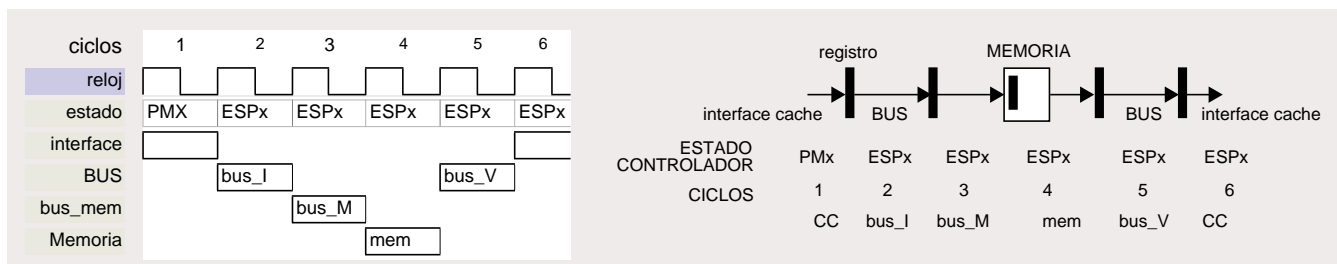 ciclos 1 2 3 4 5 6
reloj
estado PMX ESPx ESPx ESPx ESPx ESPx
interface
BUS bus_I bus_V
bus_mem bus_M
Memoria mem
registro MEMORIA
interface cache BUS BUS interface cache
ESTADO
CONTROLADOR PMx ESPx ESPx ESPx ESPx ESPx
CICLOS 1 2 3 4 5 6
CC bus_I bus_M mem bus_V CC